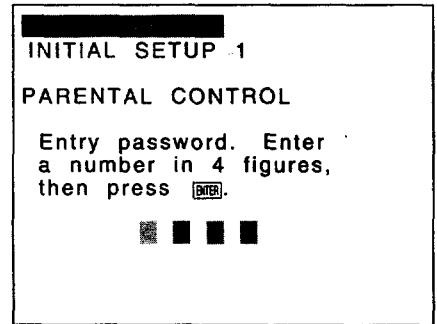 INITIAL SETUP 1
PARENTAL CONTROL
Entry password. Enter
a number in 4 figures,
then press ENTER.